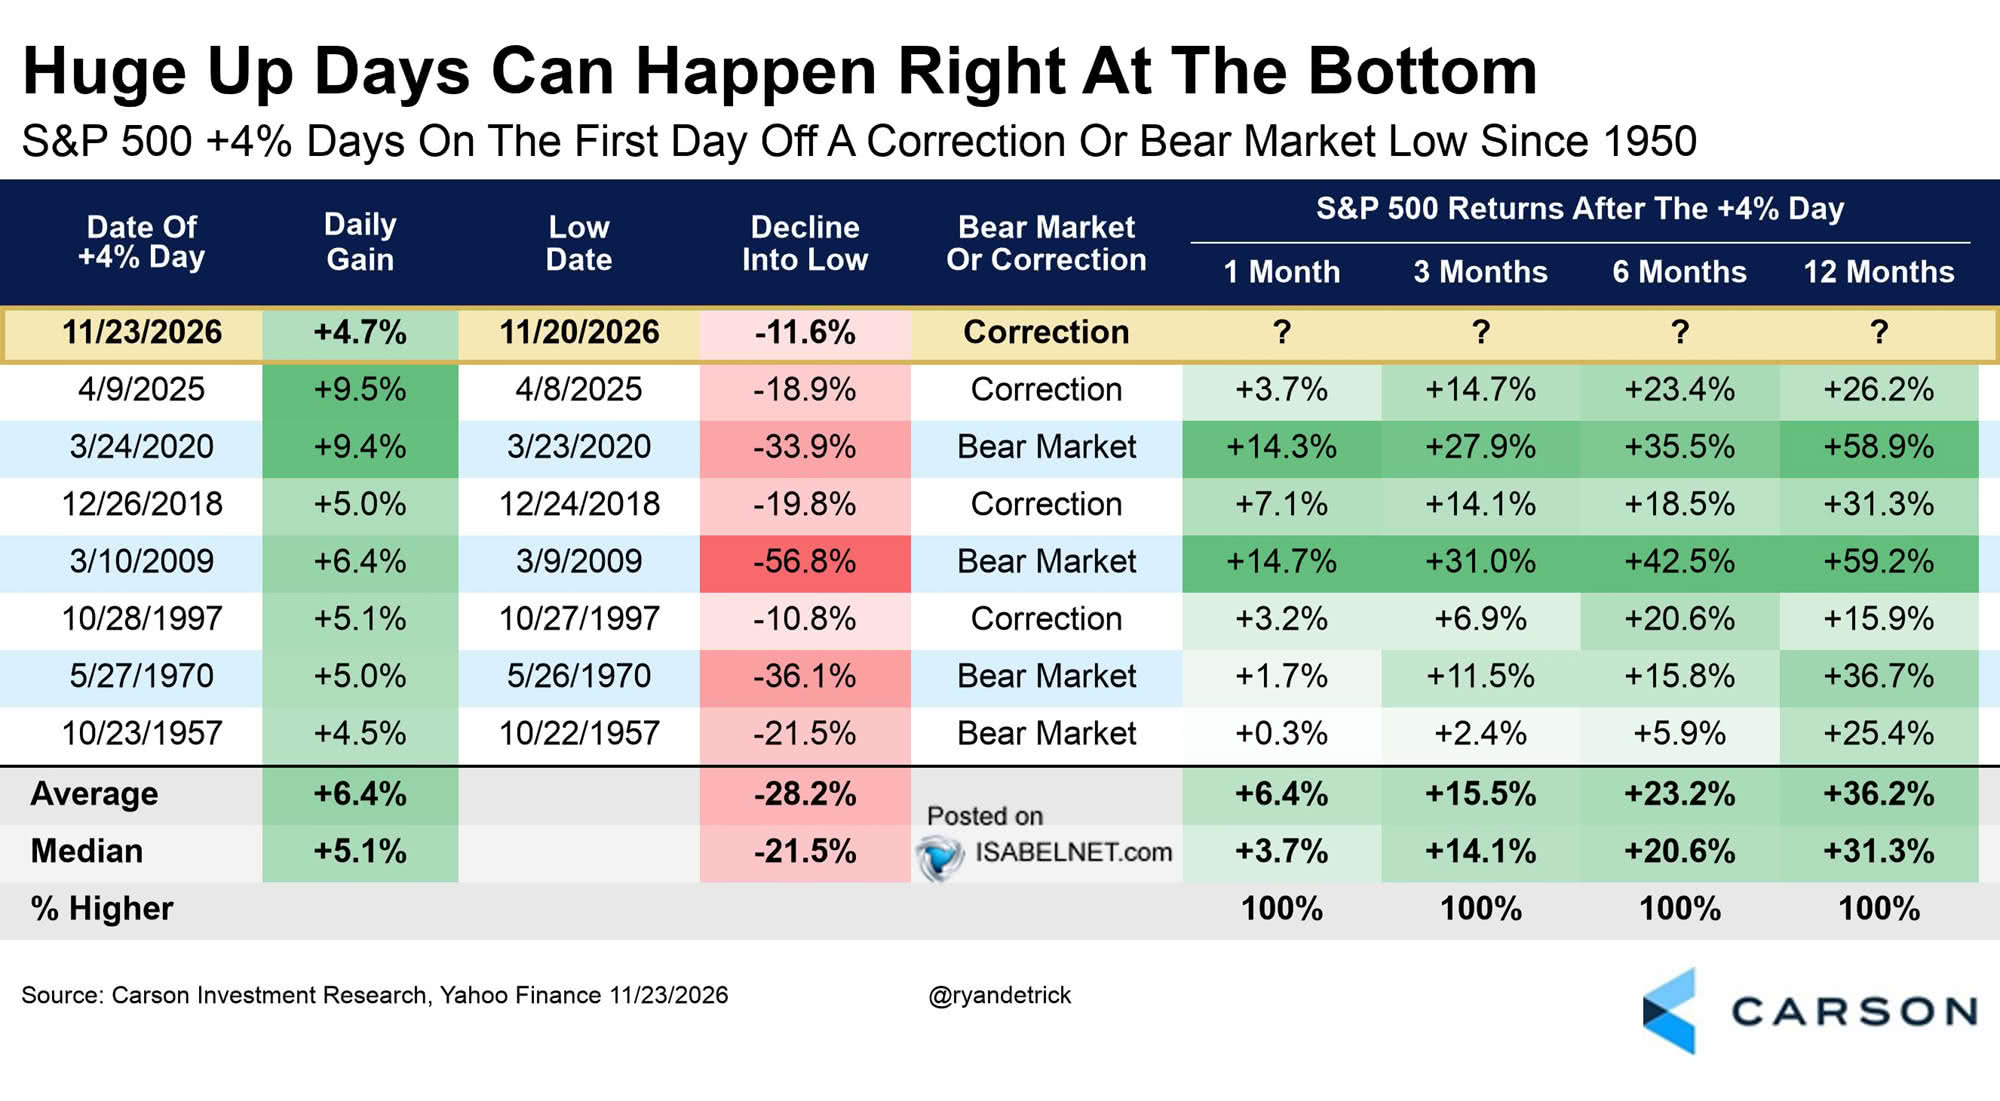 Huge Up Days Can Happen Right At The Bottom
S&P 500 +4% Days On The First Day Off A Correction Or Bear Market Low Since 1950
Date Of +4% Day Daily Gain Low Date Decline Into Low Bear Market Or Correction S&P 500 Returns After The +4% Day
1 Month 3 Months 6 Months 12 Months
11/23/2026 +4.7% 11/20/2026 -11.6% Correction ? ? ? ?
4/9/2025 +9.5% 4/8/2025 -18.9% Correction +3.7% +14.7% +23.4% +26.2%
3/24/2020 +9.4% 3/23/2020 -33.9% Bear Market +14.3% +27.9% +35.5% +58.9%
12/26/2018 +5.0% 12/24/2018 -19.8% Correction +7.1% +14.1% +18.5% +31.3%
3/10/2009 +6.4% 3/9/2009 -56.8% Bear Market +14.7% +31.0% +42.5% +59.2%
10/28/1997 +5.1% 10/27/1997 -10.8% Correction +3.2% +6.9% +20.6% +15.9%
5/27/1970 +5.0% 5/26/1970 -36.1% Bear Market +1.7% +11.5% +15.8% +36.7%
10/23/1957 +4.5% 10/22/1957 -21.5% Bear Market +0.3% +2.4% +5.9% +25.4%
Average +6.4% -28.2% +6.4% +15.5% +23.2% +36.2%
Posted on
Median +5.1% -21.5% ISABELNET.com +3.7% +14.1% +20.6% +31.3%
% Higher 100% 100% 100% 100%
Source: Carson Investment Research, Yahoo Finance 11/23/2026 @ryandetrick
CARSON